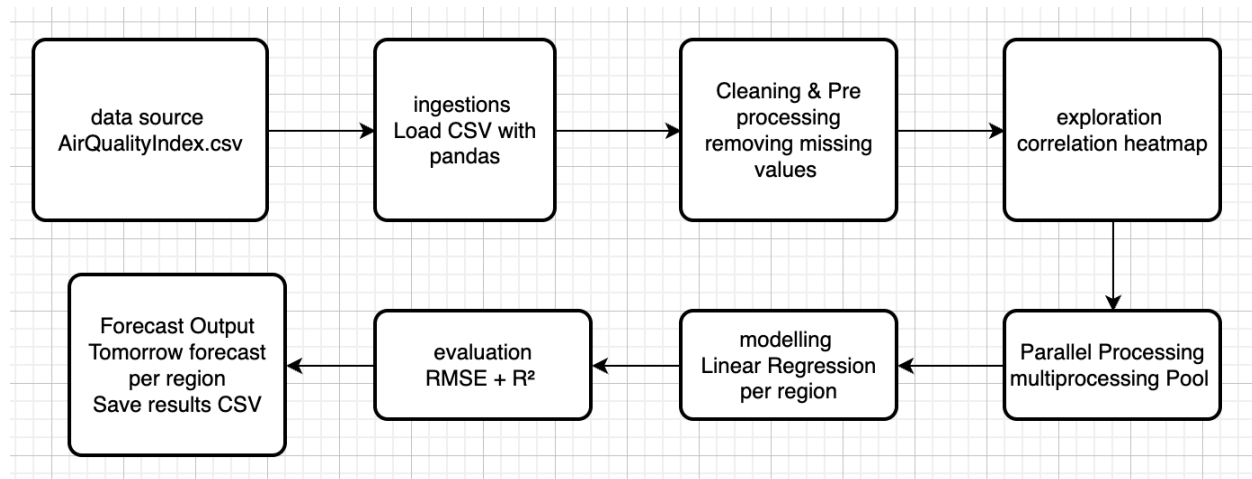 data source
AirQualityIndex.csv
ingestions
Load CSV with
pandas
Cleaning & Pre
processing
removing missing
values
exploration
correlation heatmap
Parallel Processing
multiprocessing Pool
modelling
Linear Regression
per region
evaluation
RMSE + R²
Forecast Output
Tomorrow forecast
per region
Save results CSV